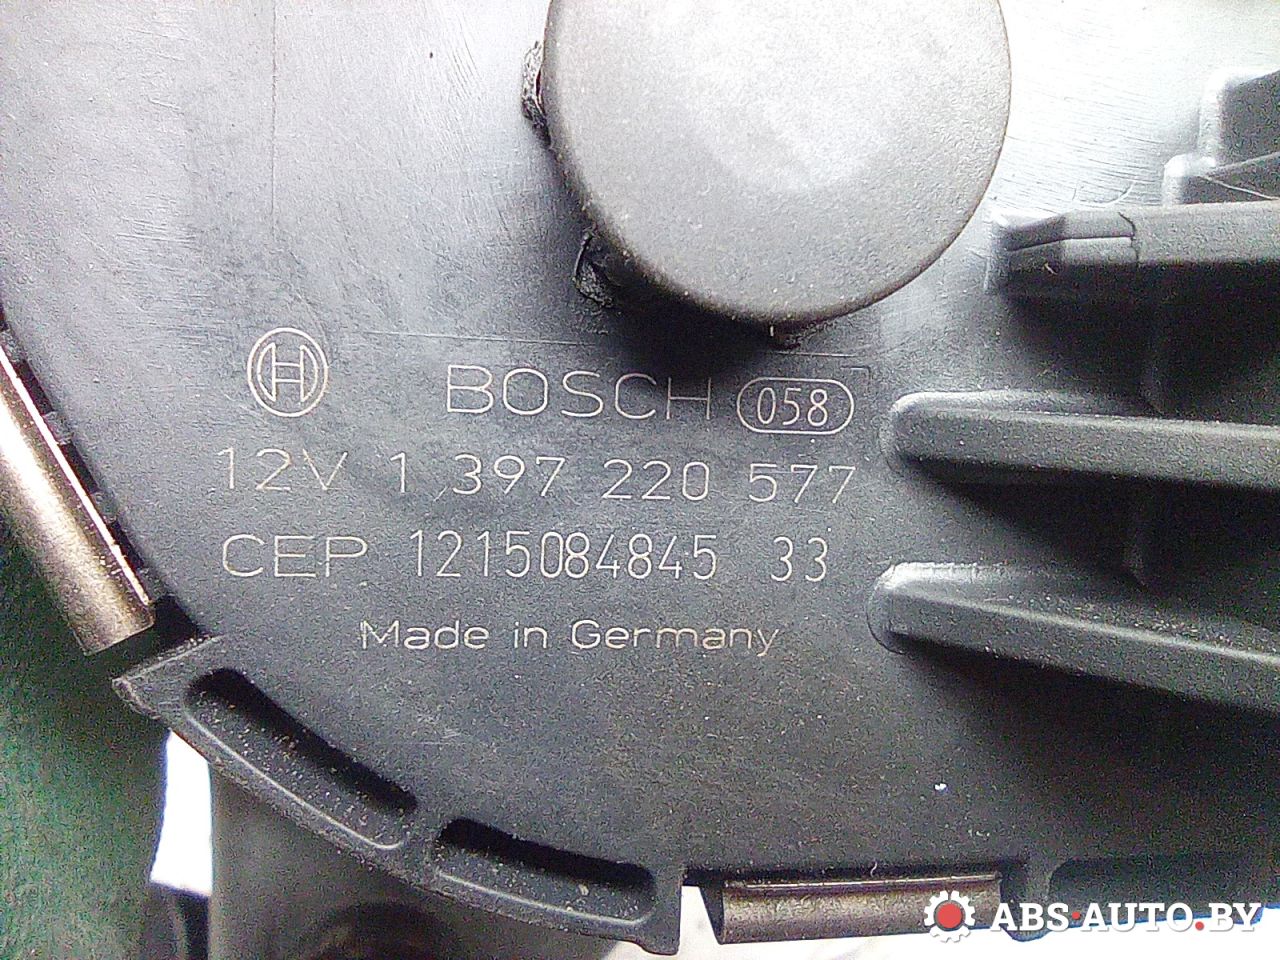 BOSCH 058
12V 1 397 220 577
CEP 1215084845 33
Made in Germany
ABS-AUTO.BY